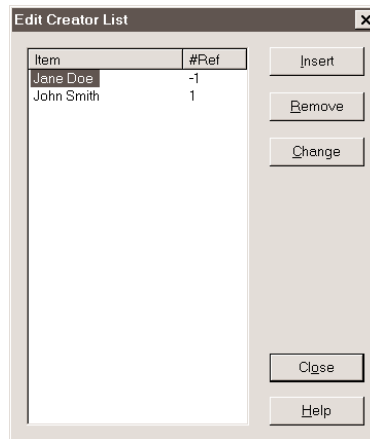 Edit Creator List
Item #Ref
Jane Doe -1
John Smith 1
Insert
Remove
Change
Close
Help